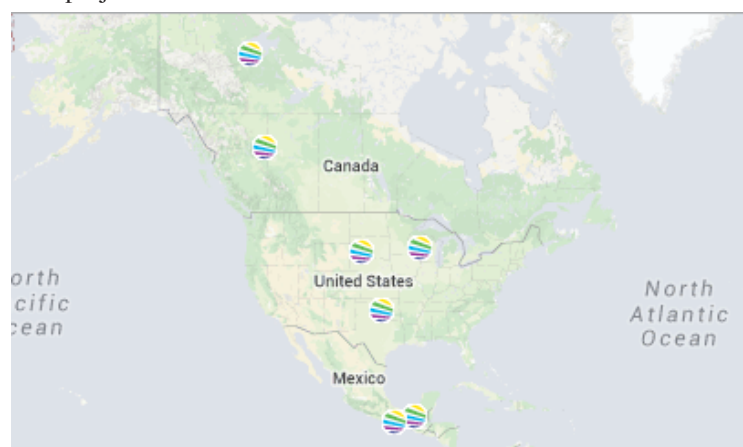 Canada
orth
cific
cean
United States
North
Atlantic
Ocean
Mexico